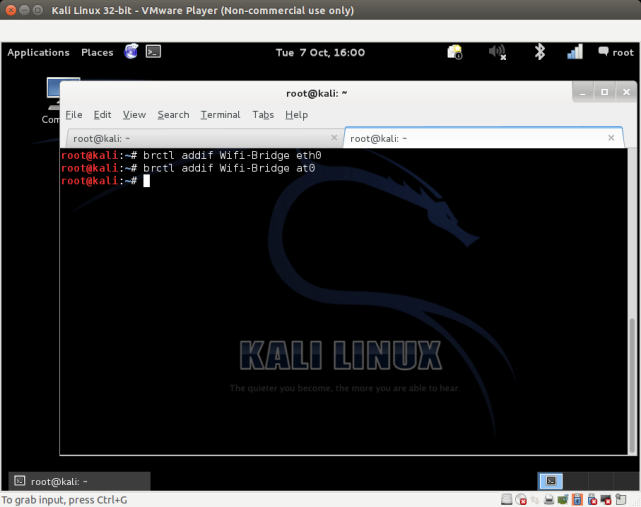 Kali Linux 32-bit - VMware Player (Non-commercial use only)
Applications Places Tue 7 Oct, 16:00 root
root@kali: ~
File Edit View Search Terminal Tabs Help
root@kali: ~ × root@kali: ~ ×
root@kali:~# brctl addif Wifi-Bridge eth0
root@kali:~# brctl addif Wifi-Bridge at0
root@kali:~#
KALI LINUX
The quieter you become, the more you are able to hear.
root@kali: ~
To grab input, press Ctrl+G